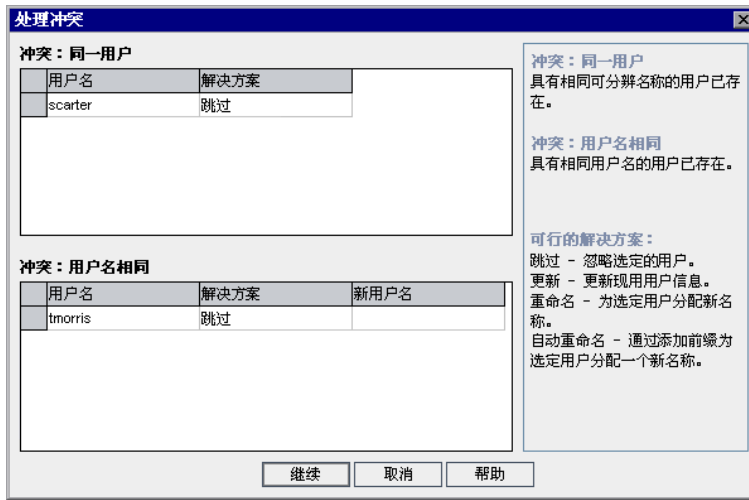 处理冲突
冲突：同一用户
用户名 解决方案
scarter 跳过
冲突：用户名相同
用户名 解决方案 新用户名
tmorris 跳过
冲突：同一用户
具有相同可分辨名称的用户已存
在。
冲突：用户名相同
具有相同用户名的用户已存在。
可行的解决方案：
跳过 - 忽略选定的用户。
更新 - 更新现用用户信息。
重命名 - 为选定用户分配新名
称。
自动重命名 - 通过添加前缀为
选定用户分配一个新名称。
继续 取消 帮助